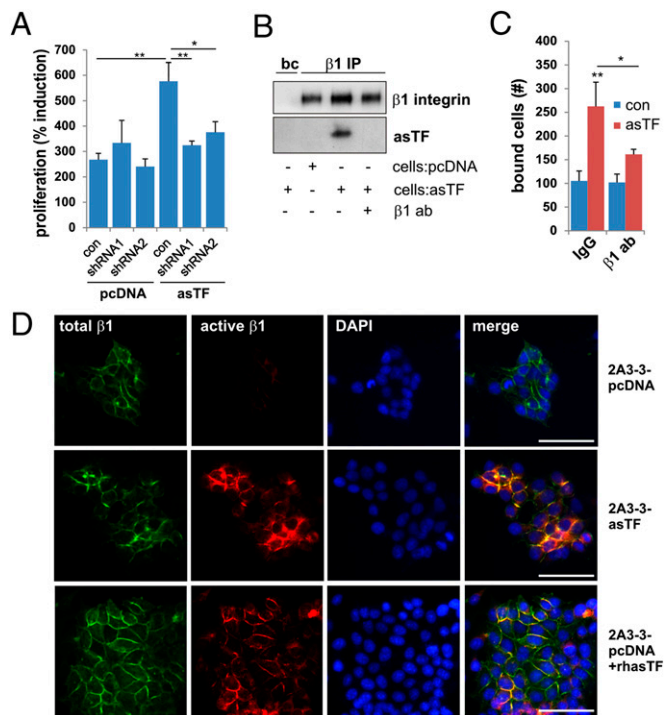 A
proliferation (% induction)
700
600
500
400
300
200
100
0
**
*
**
con
shRNA1
shRNA2
con
shRNA1
shRNA2
pcDNA
asTF
B
bc β1 IP
β1 integrin
asTF
- + - - cells:pcDNA
+ - + + cells:asTF
- - - + β1 ab
C
bound cells (#)
400
350
300
250
200
150
100
50
0
*
**
con
asTF
IgG
β1 ab
D
total β1 active β1 DAPI merge
2A3-3-
pcDNA
2A3-3-
asTF
2A3-3-
pcDNA
+rhasTF